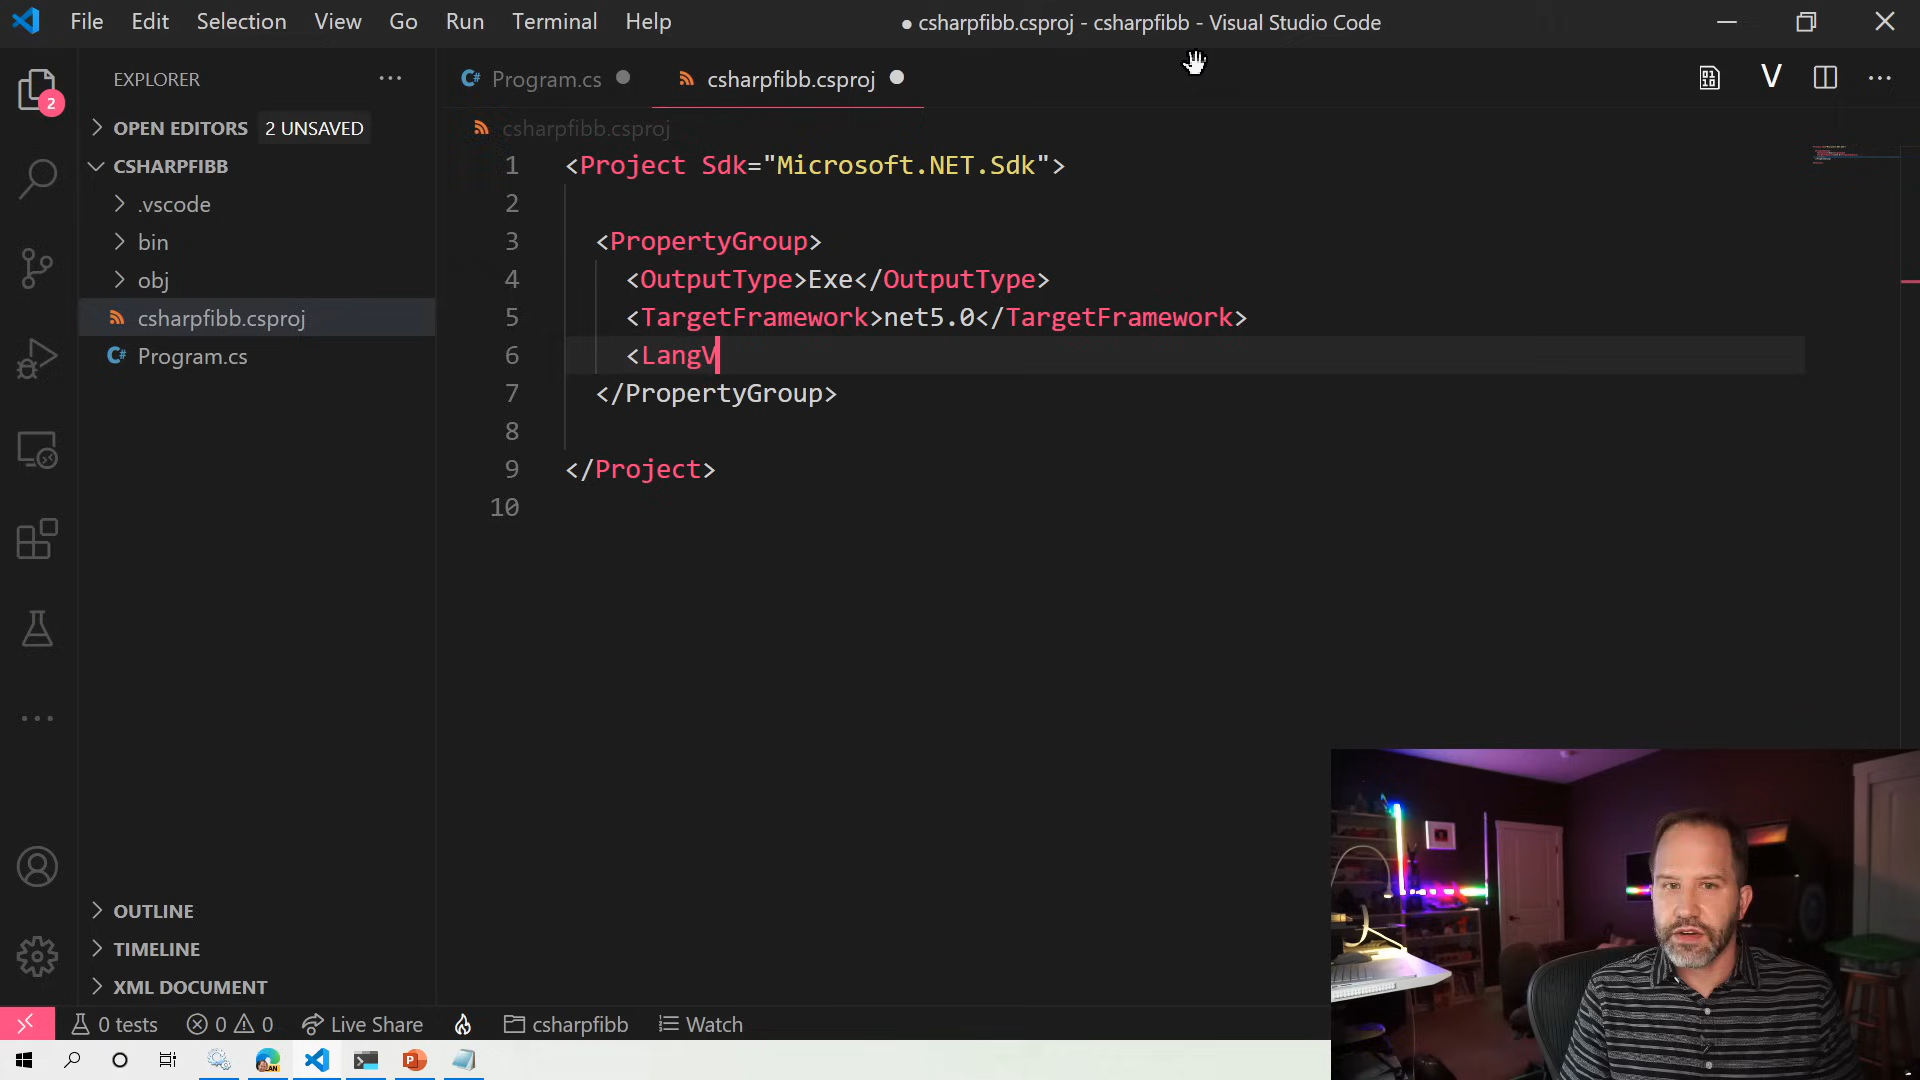 File Edit Selection View Go Run Terminal Help
● csharpfibb.csproj - csharpfibb - Visual Studio Code
EXPLORER
2
OPEN EDITORS 2 UNSAVED
CSHARPFIBB
.vscode
bin
obj
csharpfibb.csproj
C# Program.cs
OUTLINE
TIMELINE
XML DOCUMENT
C# Program.cs
csharpfibb.csproj
V
csharpfibb.csproj
1 <Project Sdk="Microsoft.NET.Sdk">
2
3 <PropertyGroup>
4 <OutputType>Exe</OutputType>
5 <TargetFramework>net5.0</TargetFramework>
6 <LangV
7 </PropertyGroup>
8
9 </Project>
10
0 tests 0 0 Live Share csharpfibb Watch